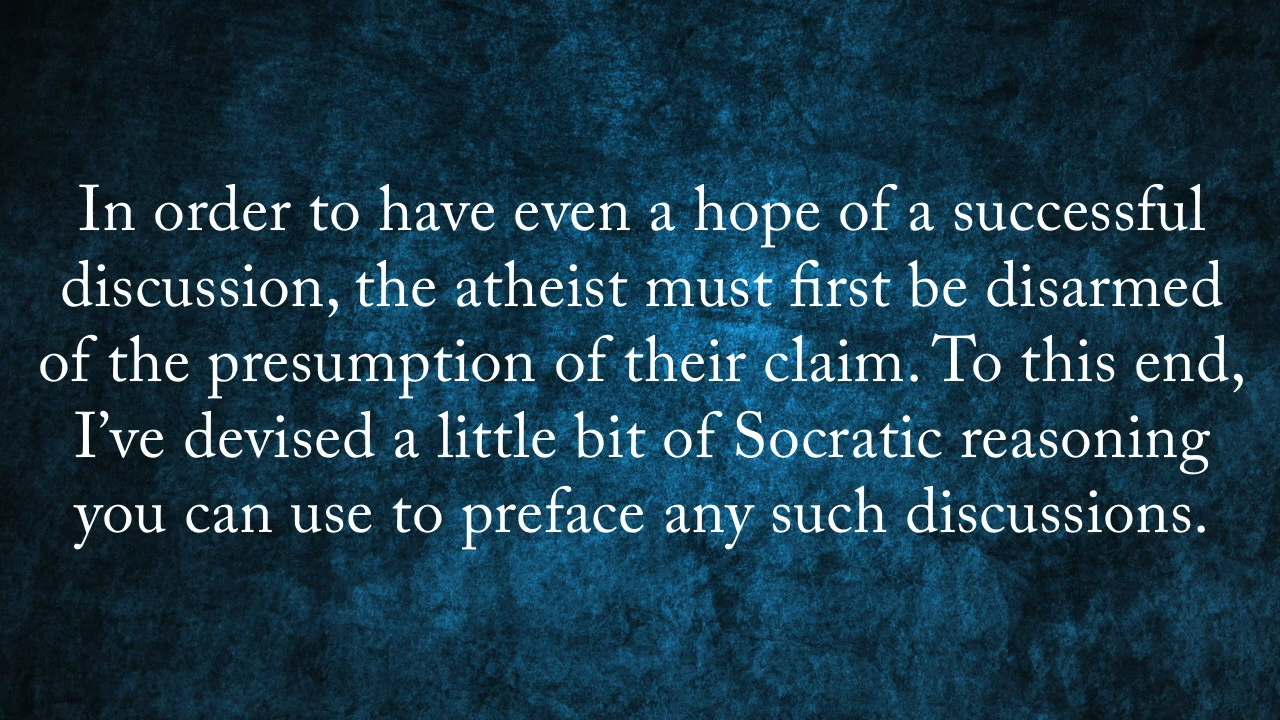 In order to have even a hope of a successful
discussion, the atheist must first be disarmed
of the presumption of their claim. To this end,
I’ve devised a little bit of Socratic reasoning
you can use to preface any such discussions.